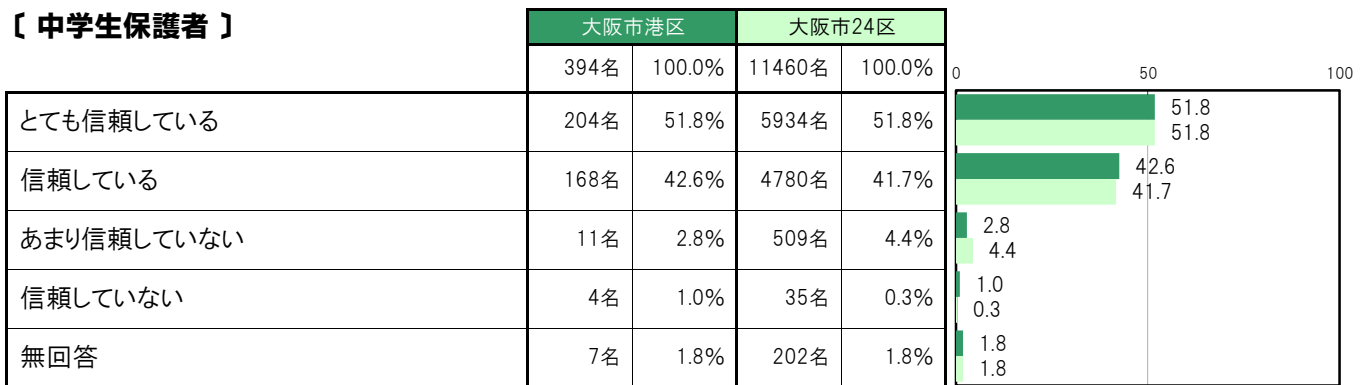 〔 中学生保護者 〕
大阪市港区 大阪市24区
394名 100.0% 11460名 100.0%
0 50 100
とても信頼している 204名 51.8% 5934名 51.8%
51.8
51.8
信頼している 168名 42.6% 4780名 41.7%
42.6
41.7
あまり信頼していない 11名 2.8% 509名 4.4%
2.8
4.4
信頼していない 4名 1.0% 35名 0.3%
1.0
0.3
無回答 7名 1.8% 202名 1.8%
1.8
1.8